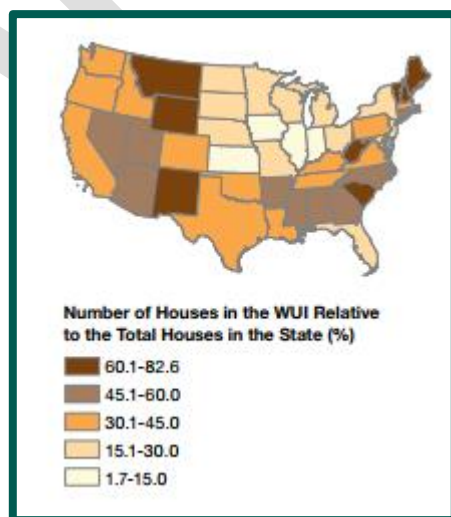 Number of Houses in the WUI Relative
to the Total Houses in the State (%)
60.1-82.6
45.1-60.0
30.1-45.0
15.1-30.0
1.7-15.0